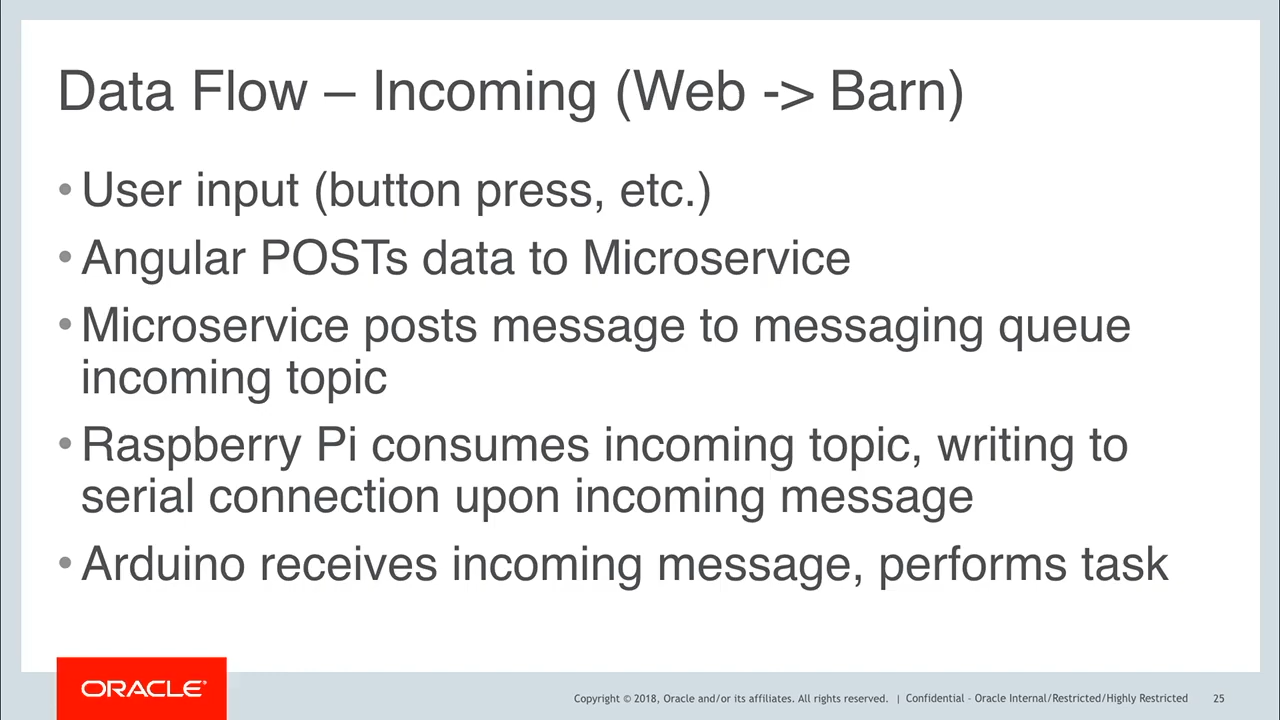 Data Flow – Incoming (Web -> Barn)
• User input (button press, etc.)
• Angular POSTs data to Microservice
• Microservice posts message to messaging queue
incoming topic
• Raspberry Pi consumes incoming topic, writing to
serial connection upon incoming message
• Arduino receives incoming message, performs task
ORACLE®
Copyright © 2018, Oracle and/or its affiliates. All rights reserved. | Confidential – Oracle Internal/Restricted/Highly Restricted 25